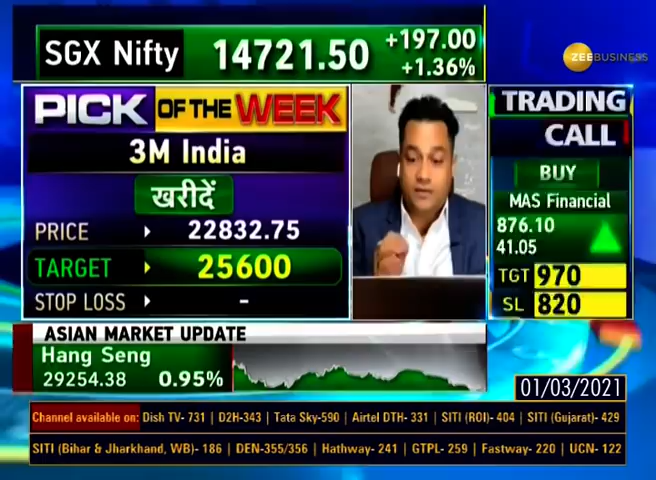 SGX Nifty 14721.50 +197.00
+1.36%
ZEE BUSINESS
PICK OF THE WEEK
3M India
खरीदें
PRICE 22832.75
TARGET 25600
STOP LOSS -
TRADING
CALL
BUY
MAS Financial
876.10
41.05
TGT 970
SL 820
ASIAN MARKET UPDATE
Hang Seng
29254.38 0.95%
01/03/2021
Channel available on: Dish TV- 731 | D2H-343 | Tata Sky-590 | Airtel DTH- 331 | SITI (ROI)- 404 | SITI (Gujarat)- 429
SITI (Bihar & Jharkhand, WB)- 186 | DEN-355/356 | Hathway- 241 | GTPL- 259 | Fastway- 220 | UCN- 122